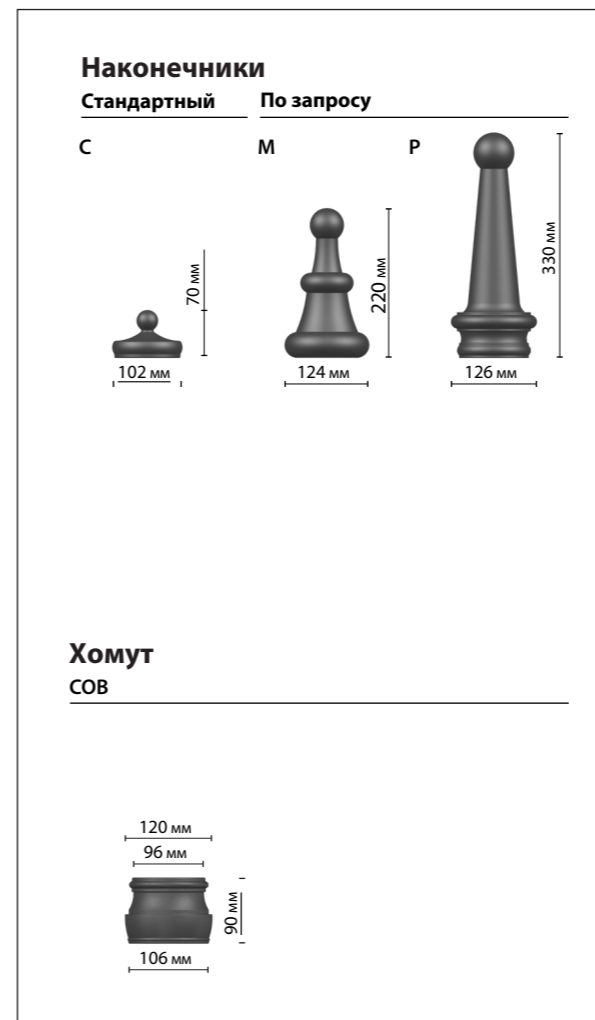 Наконечники
Стандартный
По запросу
C
M
P
70 мм
220 мм
330 мм
102 мм
124 мм
126 мм
Хомут
COB
120 мм
96 мм
90 мм
106 мм